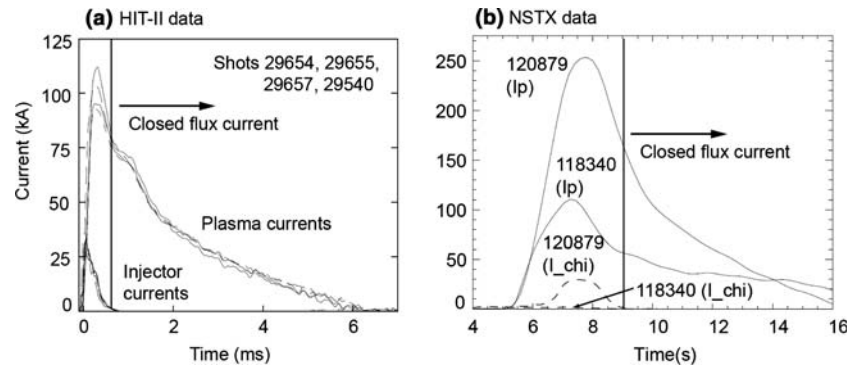 (a) HIT-II data
Shots 29654, 29655,
29657, 29540
Closed flux current
Plasma currents
Injector
currents
Current (kA)
125
100
75
50
25
0
0
2
4
6
Time (ms)
(b) NSTX data
120879
(Ip)
118340
(Ip)
120879
(I_chi)
118340 (I_chi)
Closed flux current
250
200
150
100
50
0
4
6
8
10
12
14
16
Time(s)